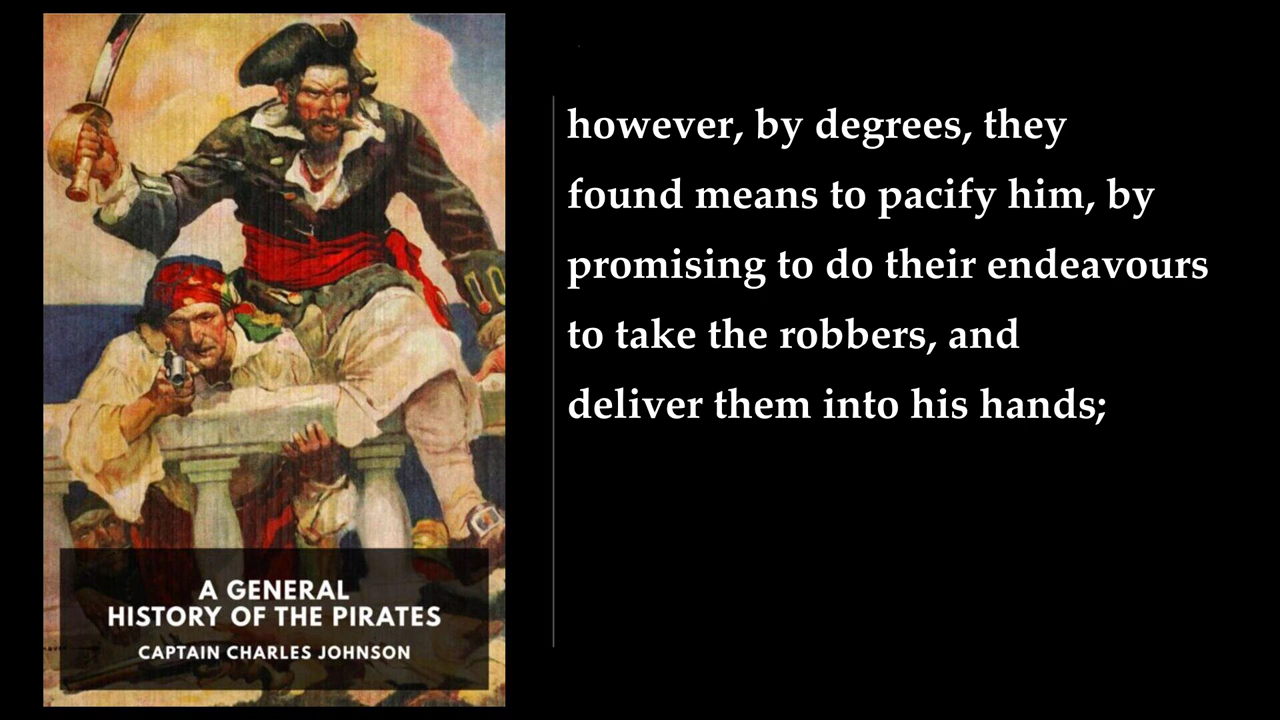 however, by degrees, they
found means to pacify him, by
promising to do their endeavours
to take the robbers, and
deliver them into his hands;
A GENERAL
HISTORY OF THE PIRATES
CAPTAIN CHARLES JOHNSON